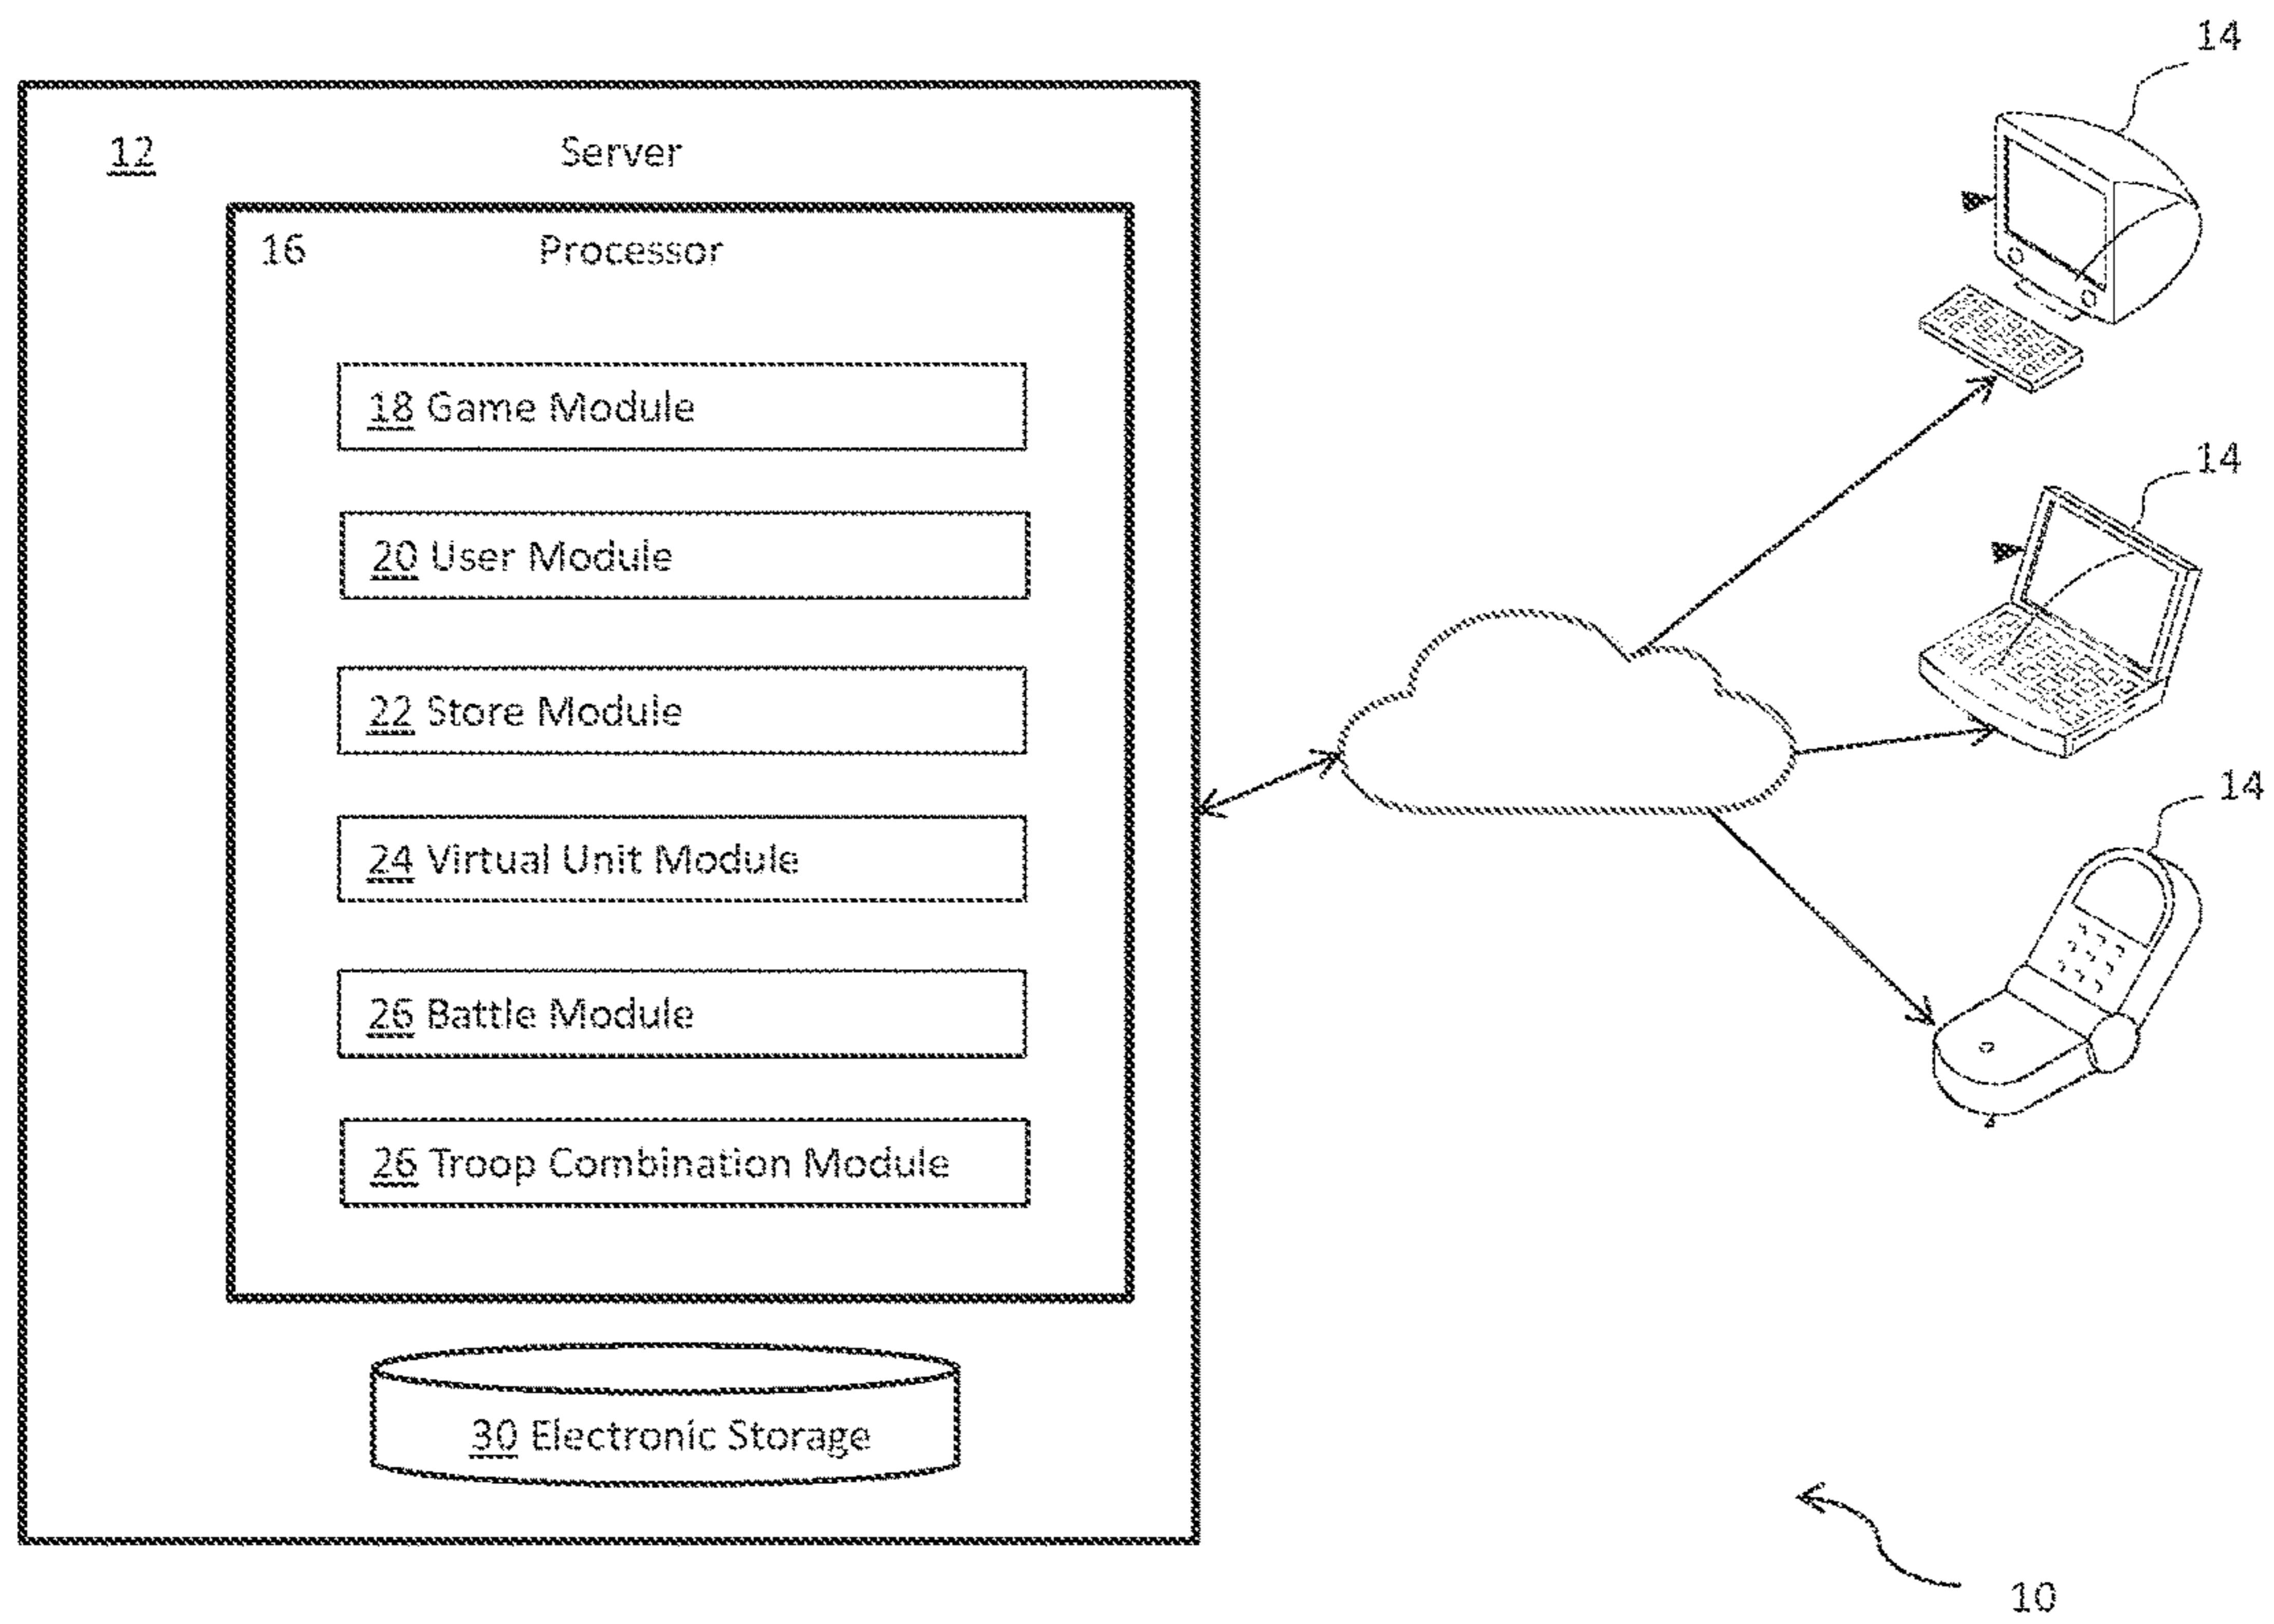 14
12 Server
16 Processor
18 Game Module
20 User Module
22 Store Module
24 Virtual Unit Module
26 Battle Module
26 Troop Combination Module
30 Electronic Storage
14
14
10